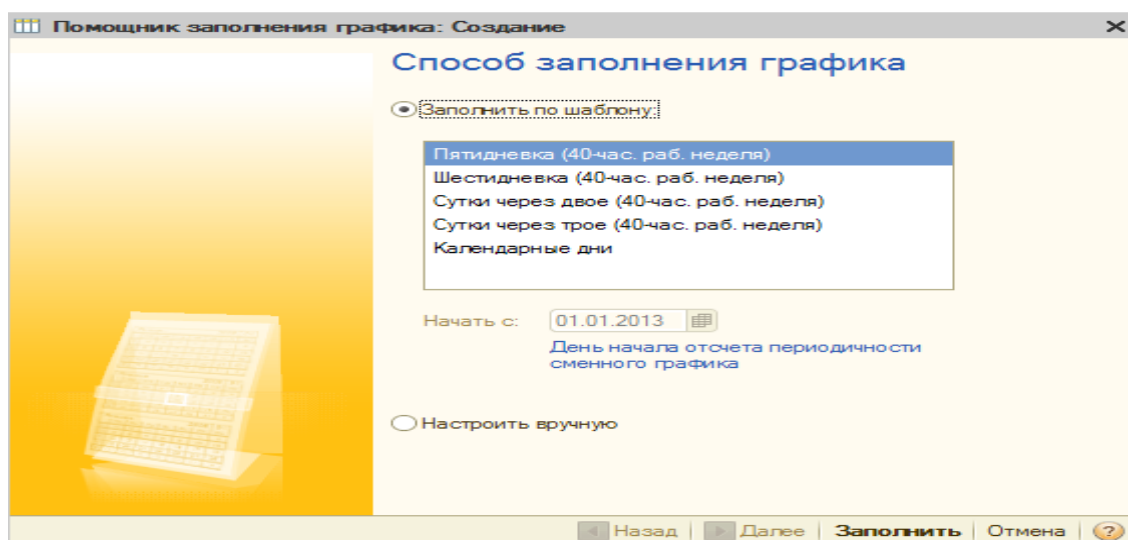 Помощник заполнения графика: Создание
Способ заполнения графика
Заполнить по шаблону:
Пятидневка (40-час. раб. неделя)
Шестидневка (40-час. раб. неделя)
Сутки через двое (40-час. раб. неделя)
Сутки через трое (40-час. раб. неделя)
Календарные дни
Начать с: 01.01.2013
День начала отсчета периодичности
сменного графика
Настроить вручную
Назад Далее Заполнить Отмена ?